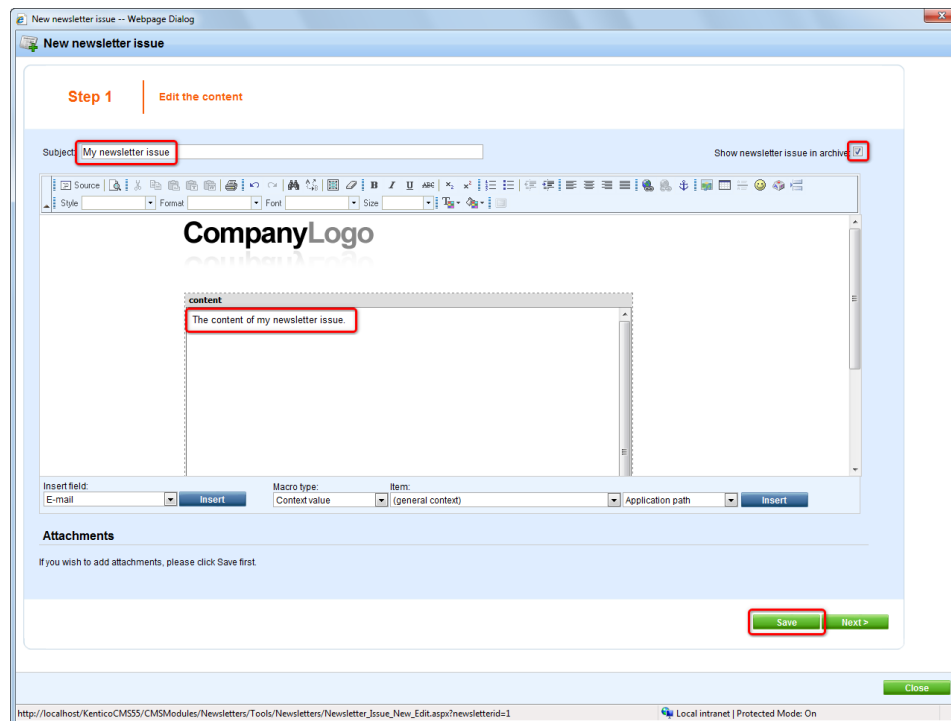 New newsletter issue -- Webpage Dialog
x
New newsletter issue
Step 1
Edit the content
Subject: My newsletter issue
Show newsletter issue in archive:
Source
B I U ABC x₂ x²
Style Format Font Size
CompanyLogo
content
The content of my newsletter issue.
Insert field: Macro type: Item:
E-mail Insert Context value (general context) Application path Insert
Attachments
If you wish to add attachments, please click Save first.
Save Next >
Close
http://localhost/KenticoCMS55/CMSModules/Newsletters/Tools/Newsletters/Newsletter_Issue_New_Edit.aspx?newsletterid=1 Local intranet | Protected Mode: On